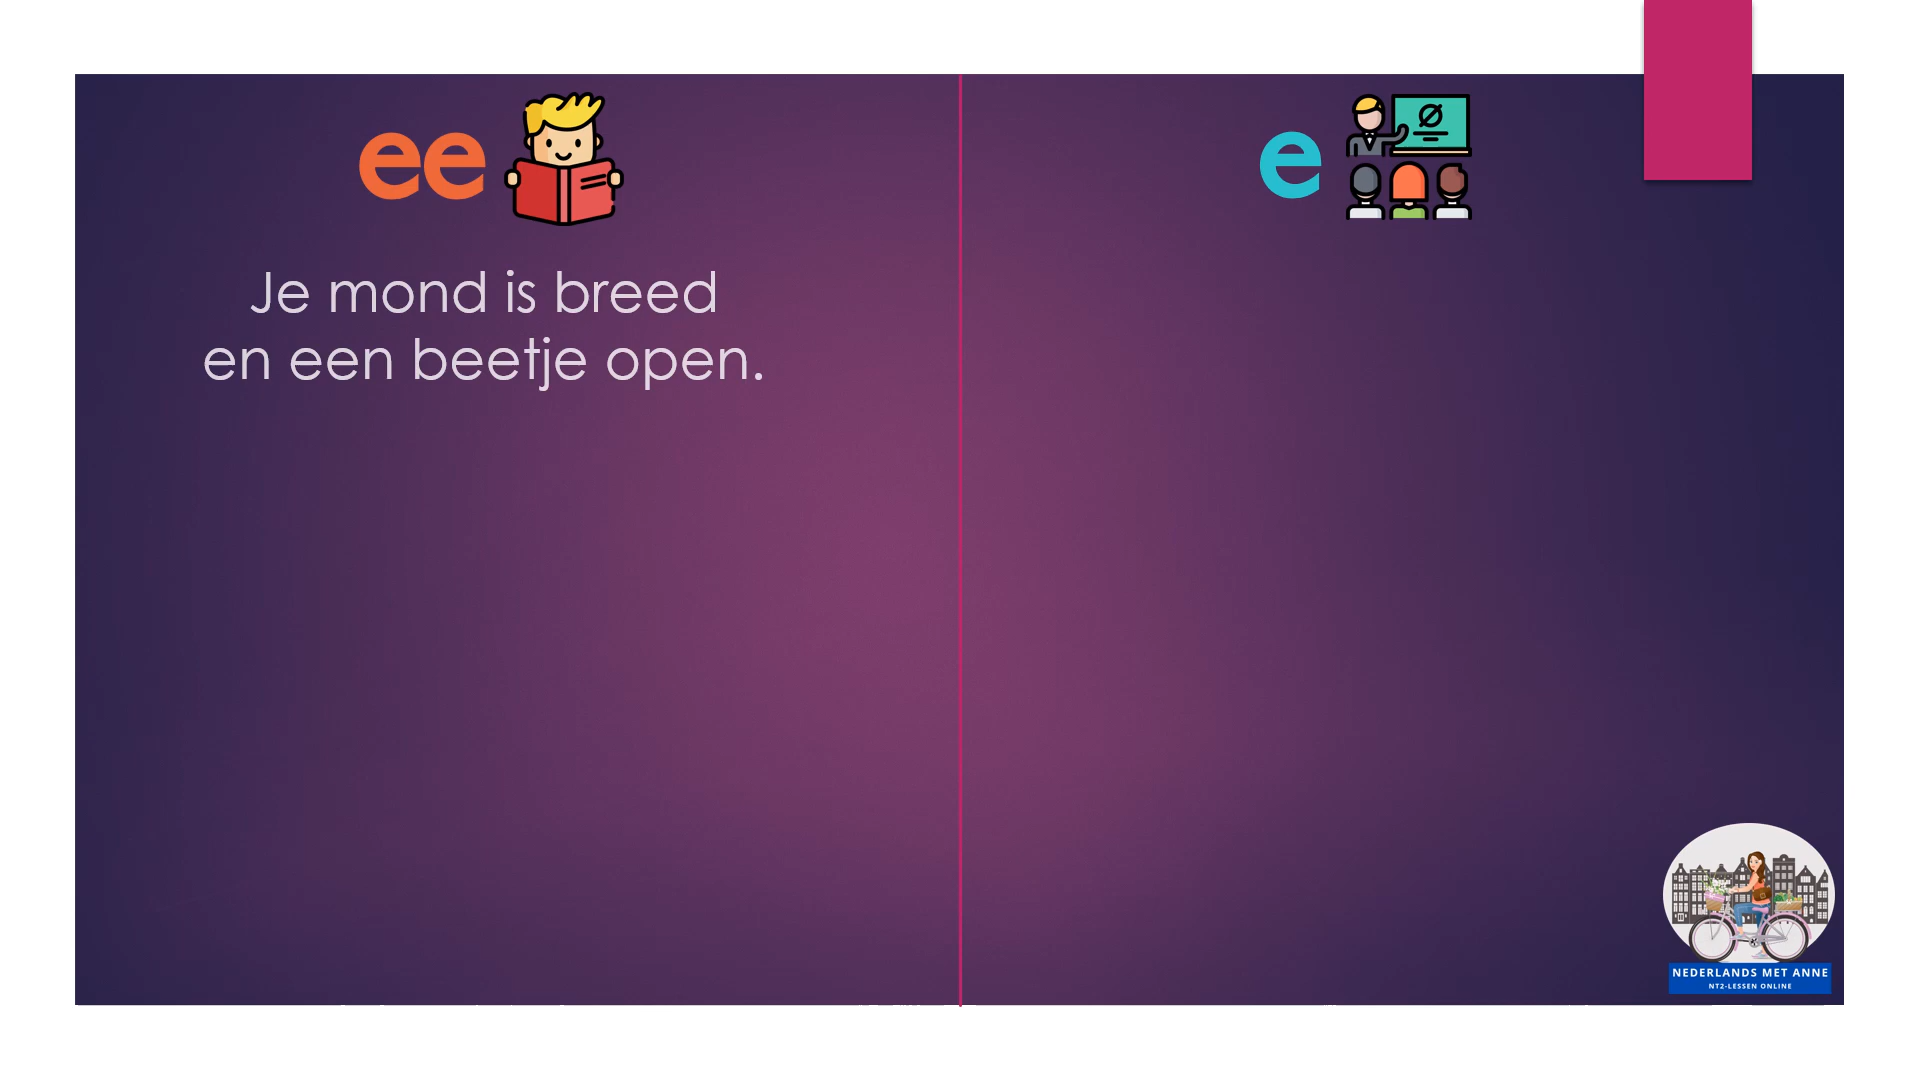 ee
e
Je mond is breed
en een beetje open.
NEDERLANDS MET ANNE
NT2-LESSEN ONLINE